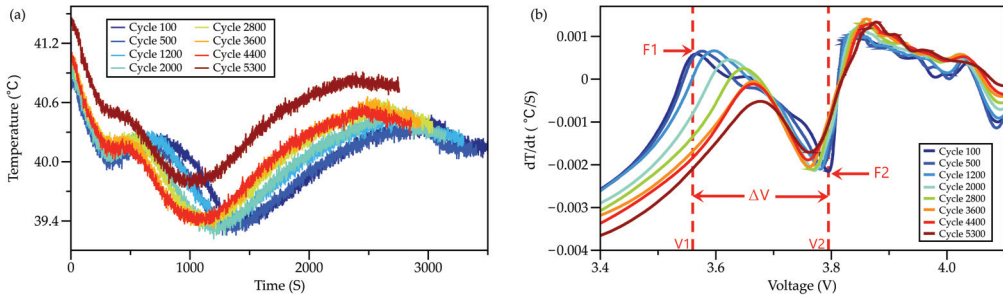 (a)
41.2
40.6
40.0
39.4
Temperature (°C)
0
1000
2000
3000
Time (S)
Cycle 100
Cycle 500
Cycle 1200
Cycle 2000
Cycle 2800
Cycle 3600
Cycle 4400
Cycle 5300
(b)
0.001
0
−0.001
−0.002
−0.003
−0.004
dT/dt (°C/S)
3.4
3.6
3.8
4.0
Voltage (V)
F1
F2
ΔV
V1
V2
Cycle 100
Cycle 500
Cycle 1200
Cycle 2000
Cycle 2800
Cycle 3600
Cycle 4400
Cycle 5300